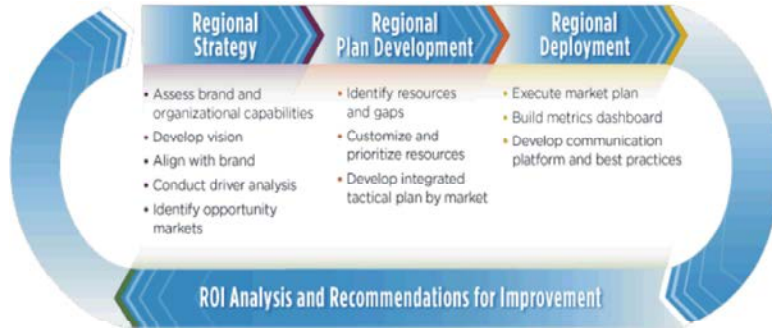 Regional
Strategy
• Assess brand and
organizational capabilities
• Develop vision
• Align with brand
• Conduct driver analysis
• Identify opportunity
markets
Regional
Plan Development
• Identify resources
and gaps
• Customize and
prioritize resources
• Develop integrated
tactical plan by market
Regional
Deployment
• Execute market plan
• Build metrics dashboard
• Develop communication
platform and best practices
ROI Analysis and Recommendations for Improvement